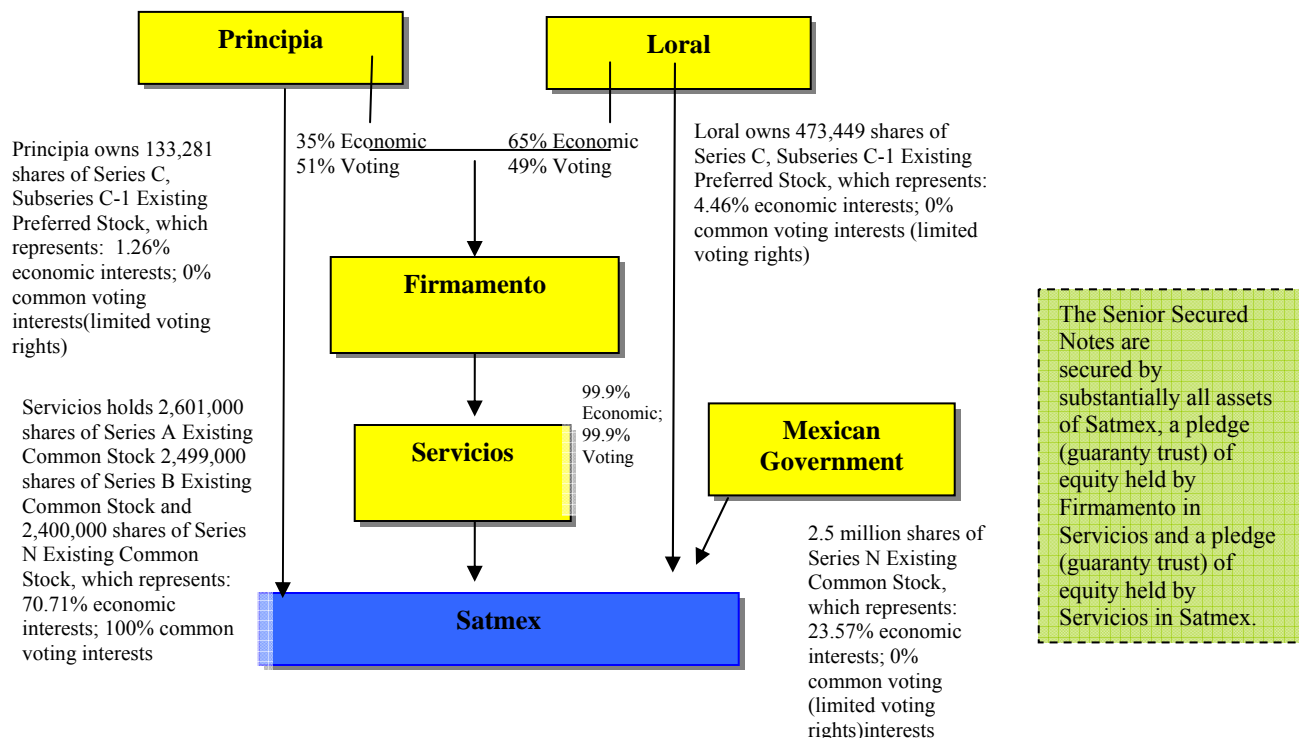 Principia
Loral
35% Economic
51% Voting
65% Economic
49% Voting
Principia owns 133,281
shares of Series C,
Subseries C-1 Existing
Preferred Stock, which
represents: 1.26%
economic interests; 0%
common voting
interests(limited voting
rights)
Loral owns 473,449 shares of
Series C, Subseries C-1 Existing
Preferred Stock, which represents:
4.46% economic interests; 0%
common voting interests (limited
voting rights)
Firmamento
99.9%
Economic;
99.9%
Voting
Servicios
Mexican
Government
Servicios holds 2,601,000
shares of Series A Existing
Common Stock 2,499,000
shares of Series B Existing
Common Stock and
2,400,000 shares of Series
N Existing Common
Stock, which represents:
70.71% economic
interests; 100% common
voting interests
2.5 million shares of
Series N Existing
Common Stock,
which represents:
23.57% economic
interests; 0%
common voting
(limited voting
rights)interests
Satmex
The Senior Secured
Notes are
secured by
substantially all assets
of Satmex, a pledge
(guaranty trust) of
equity held by
Firmamento in
Servicios and a pledge
(guaranty trust) of
equity held by
Servicios in Satmex.